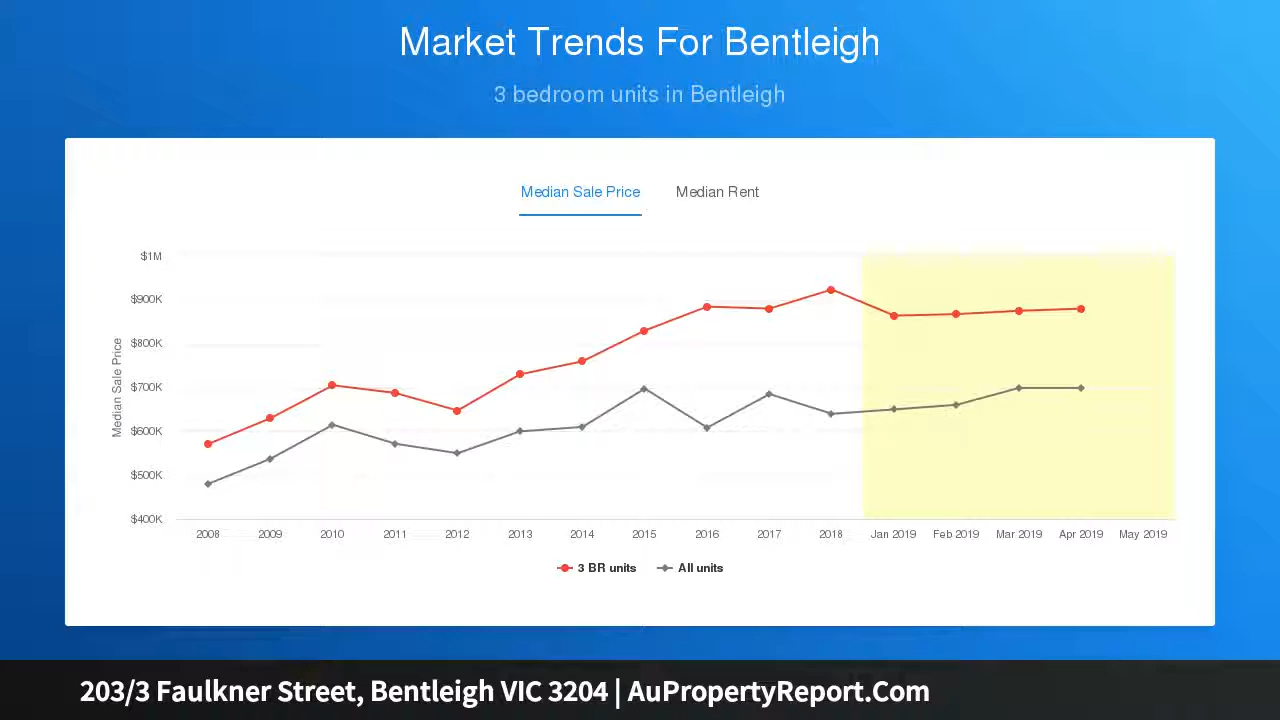 Market Trends For Bentleigh
3 bedroom units in Bentleigh
Median Sale Price Median Rent
Median Sale Price
$1M
$900K
$800K
$700K
$600K
$500K
$400K
2008 2009 2010 2011 2012 2013 2014 2015 2016 2017 2018 Jan 2019 Feb 2019 Mar 2019 Apr 2019 May 2019
3 BR units All units
203/3 Faulkner Street, Bentleigh VIC 3204 | AuPropertyReport.Com